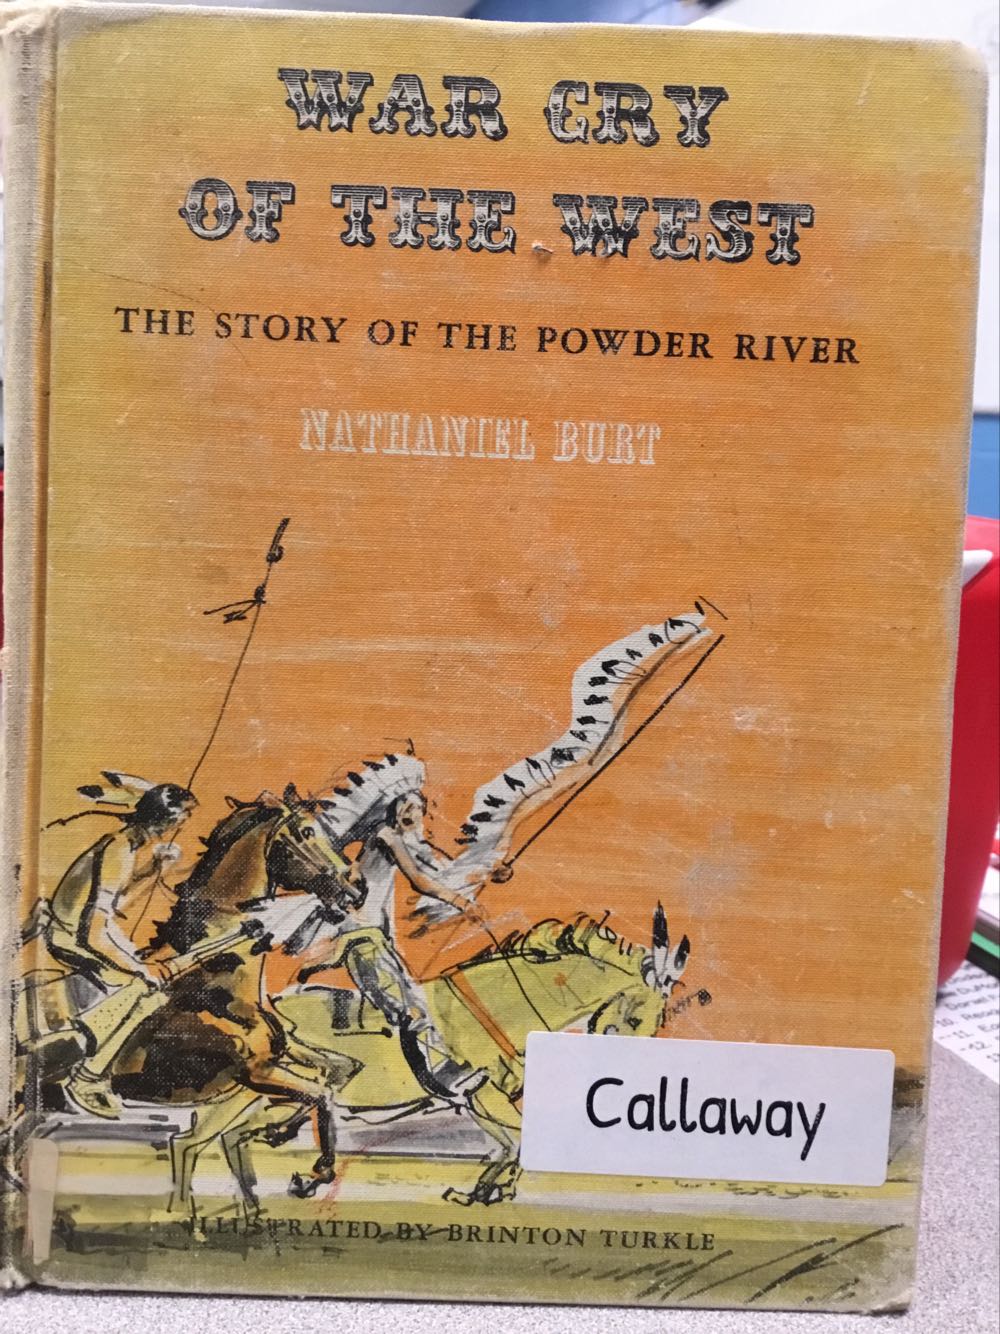 WAR CRY
OF THE WEST
THE STORY OF THE POWDER RIVER
NATHANIEL BURT
Callaway
ILLUSTRATED BY BRINTON TURKLE